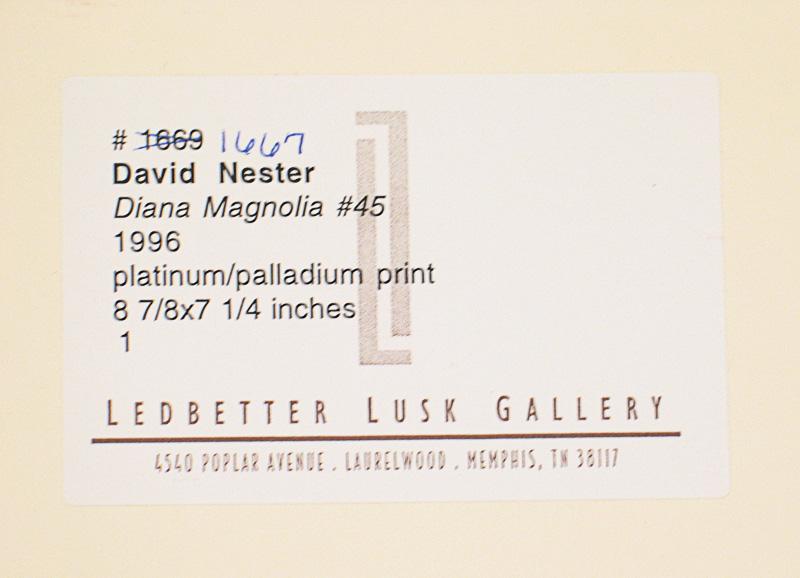 # 1669 1667
David Nester
Diana Magnolia #45
1996
platinum/palladium print
8 7/8x7 1/4 inches
1
LEDBETTER LUSK GALLERY
4540 POPLAR AVENUE . LAURELWOOD . MEMPHIS, TN 38117